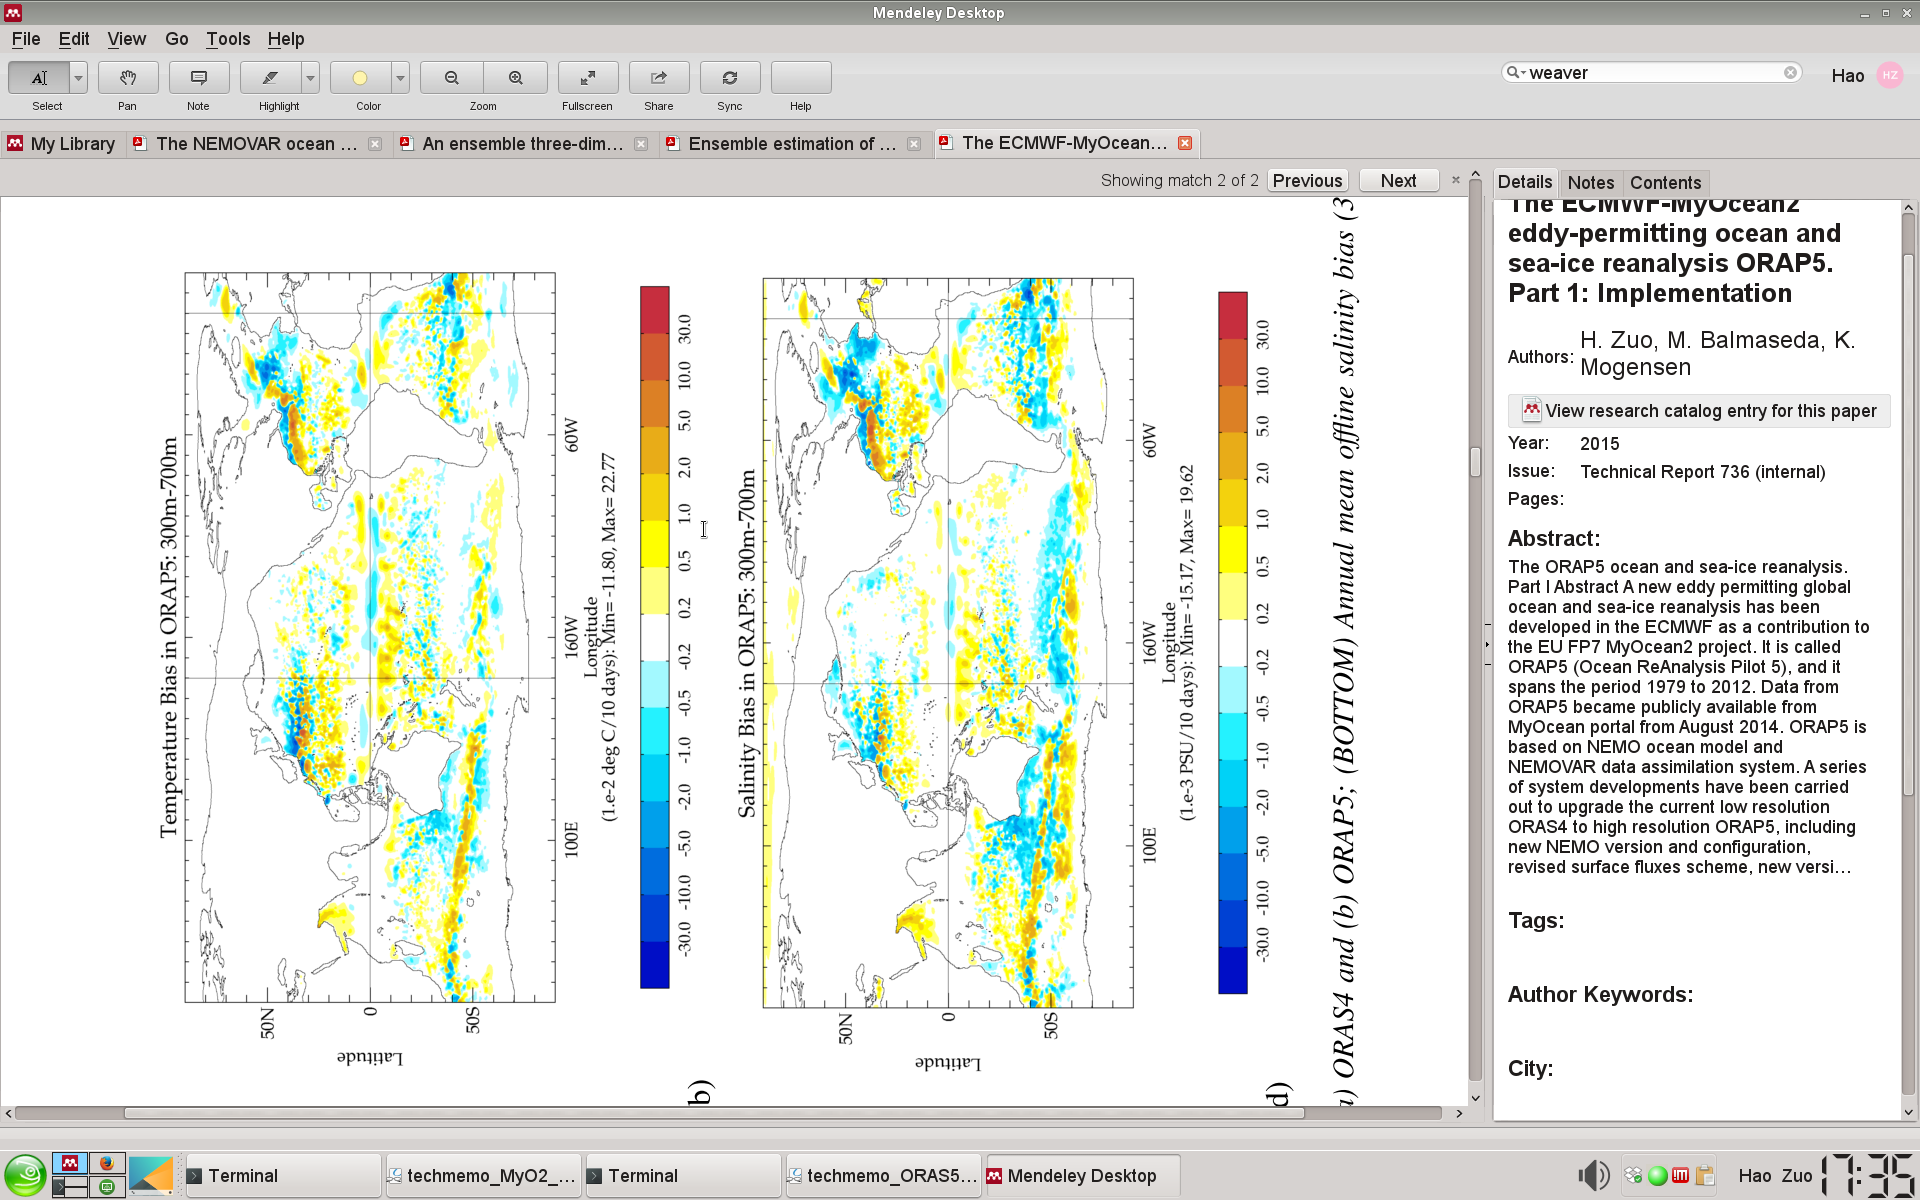 Mendeley Desktop
File Edit View Go Tools Help
Select Pan Note Highlight Color Zoom Fullscreen Share Sync Help
weaver
Hao HZ
My Library
The NEMOVAR ocean ...
An ensemble three-dim...
Ensemble estimation of ...
The ECMWF-MyOcean...
Showing match 2 of 2 Previous Next
Temperature Bias in ORAP5: 300m-700m
50N 0 50S
Latitude
100E 160W 60W
Longitude
(1.e-2 deg C/10 days): Min= -11.80, Max= 22.77
-30.0 -10.0 -5.0 -2.0 -1.0 -0.5 -0.2 0.2 0.5 1.0 2.0 5.0 10.0 30.0
b)
Salinity Bias in ORAP5: 300m-700m
50N 0 50S
Latitude
100E 160W 60W
Longitude
(1.e-3 PSU/10 days): Min= -15.17, Max= 19.62
-30.0 -10.0 -5.0 -2.0 -1.0 -0.5 -0.2 0.2 0.5 1.0 2.0 5.0 10.0 30.0
d)
a) ORAS4 and (b) ORAP5; (BOTTOM) Annual mean offline salinity bias (3
Details Notes Contents
The ECMWF-MyOcean2
eddy-permitting ocean and
sea-ice reanalysis ORAP5.
Part 1: Implementation
Authors: H. Zuo, M. Balmaseda, K.
Mogensen
View research catalog entry for this paper
Year: 2015
Issue: Technical Report 736 (internal)
Pages:
Abstract:
The ORAP5 ocean and sea-ice reanalysis.
Part I Abstract A new eddy permitting global
ocean and sea-ice reanalysis has been
developed in the ECMWF as a contribution to
the EU FP7 MyOcean2 project. It is called
ORAP5 (Ocean ReAnalysis Pilot 5), and it
spans the period 1979 to 2012. Data from
ORAP5 became publicly available from
MyOcean portal from August 2014. ORAP5 is
based on NEMO ocean model and
NEMOVAR data assimilation system. A series
of system developments have been carried
out to upgrade the current low resolution
ORAS4 to high resolution ORAP5, including
new NEMO version and configuration,
revised surface fluxes scheme, new versi...
Tags:
Author Keywords:
City:
Terminal
techmemo_MyO2_...
Terminal
techmemo_ORAS5...
Mendeley Desktop
Hao Zuo 17:35